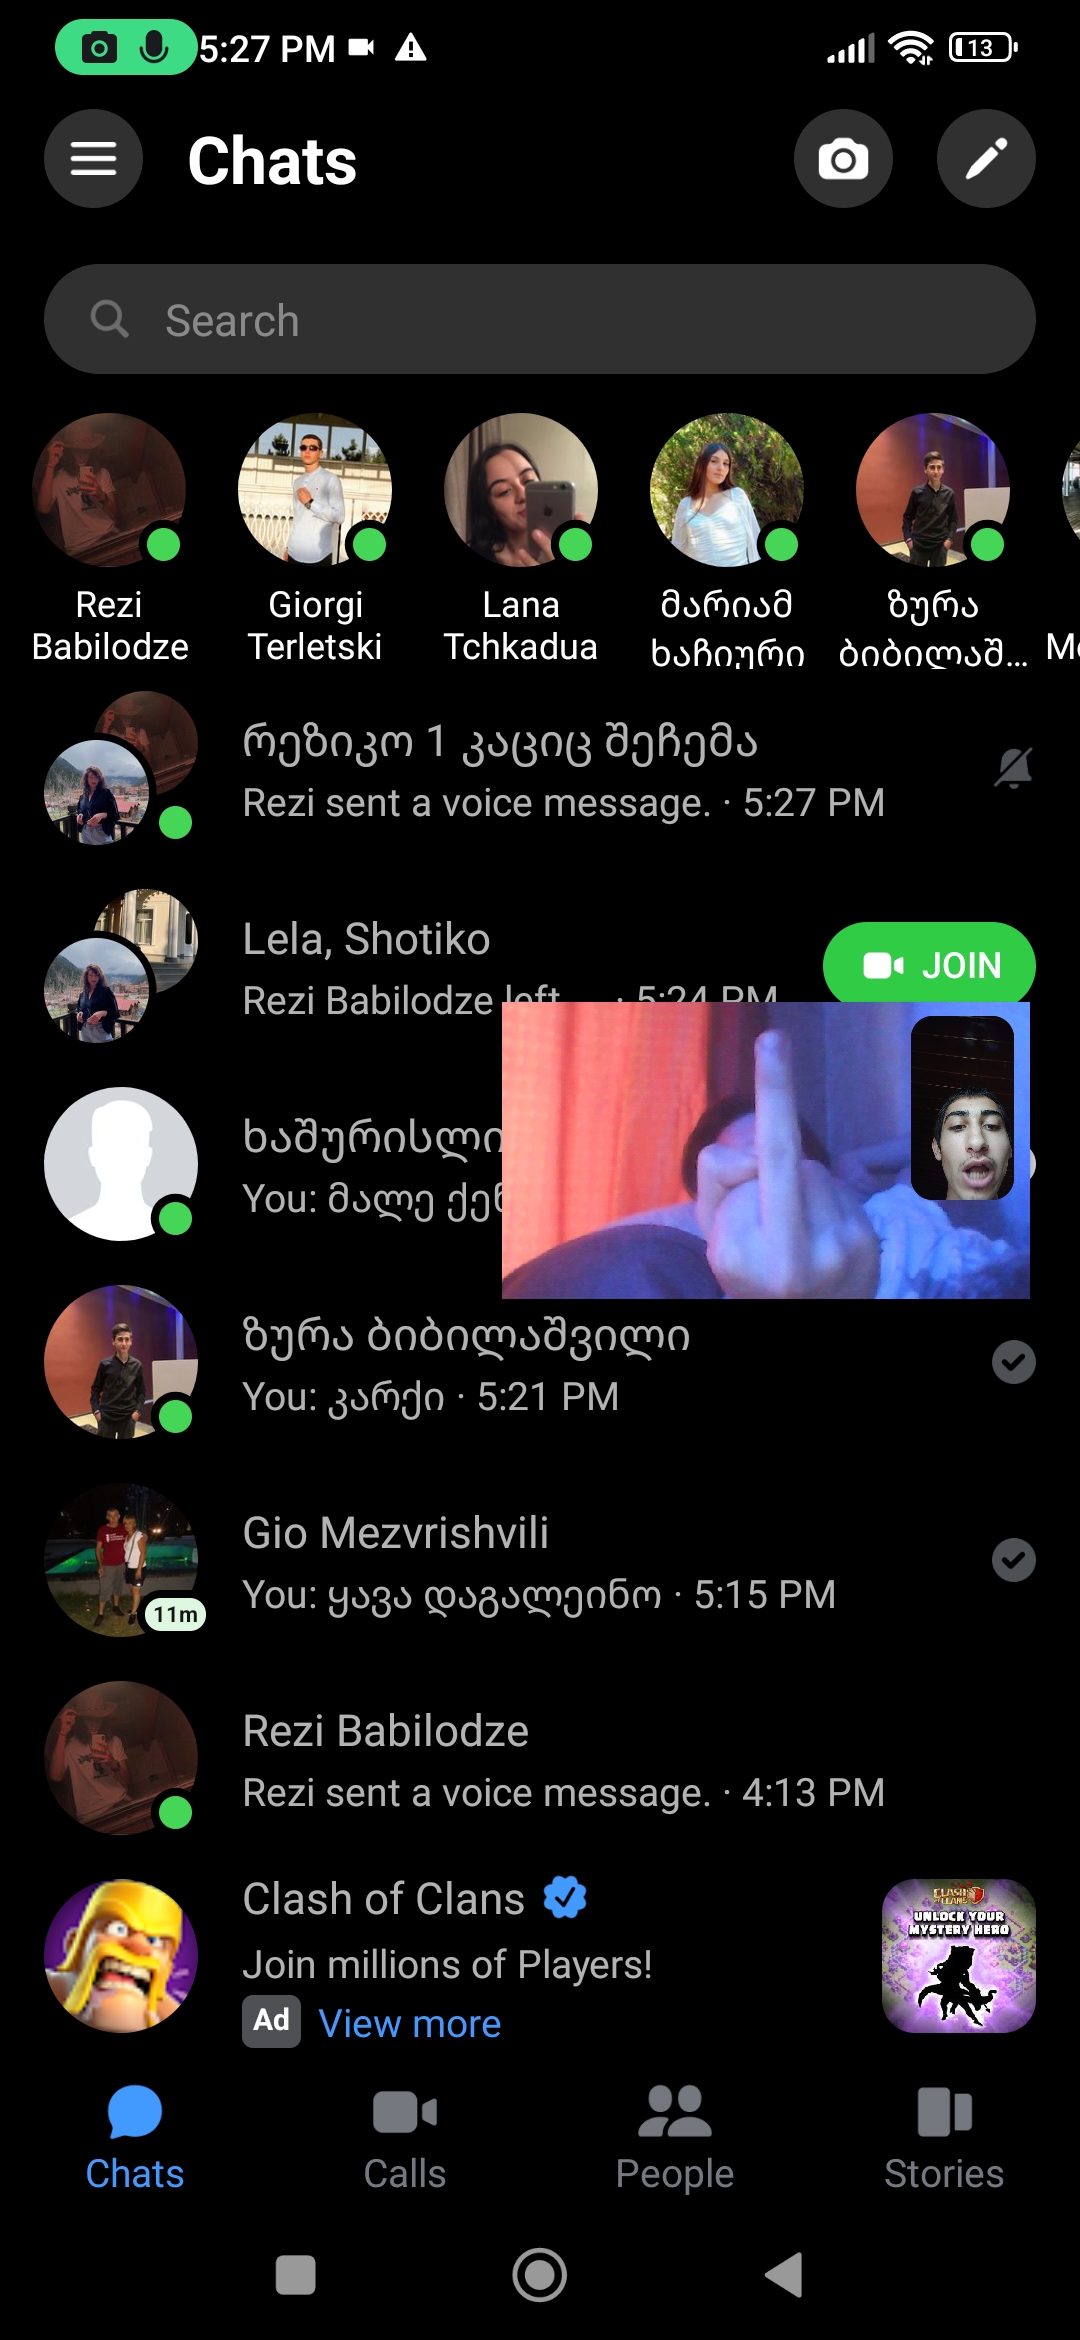 5:27 PM
13
Chats
Search
Rezi
Babilodze
Giorgi
Terletski
Lana
Tchkadua
მარიამ
ხაჩიური
ზურა
ბიბილაშ...
რეზიკო 1 კაციც შეჩემა
Rezi sent a voice message. · 5:27 PM
Lela, Shotiko
JOIN
Rezi Babilodze left · 5:24 PM
ხაშურისლი
You: მალე
ზურა ბიბილაშვილი
You: კარქი · 5:21 PM
Gio Mezvrishvili
You: ყავა დაგალეინო · 5:15 PM
11m
Rezi Babilodze
Rezi sent a voice message. · 4:13 PM
Clash of Clans
Join millions of Players!
Ad View more
CLASH of CLANS
UNLOCK YOUR
MYSTERY HERO
Chats
Calls
People
Stories